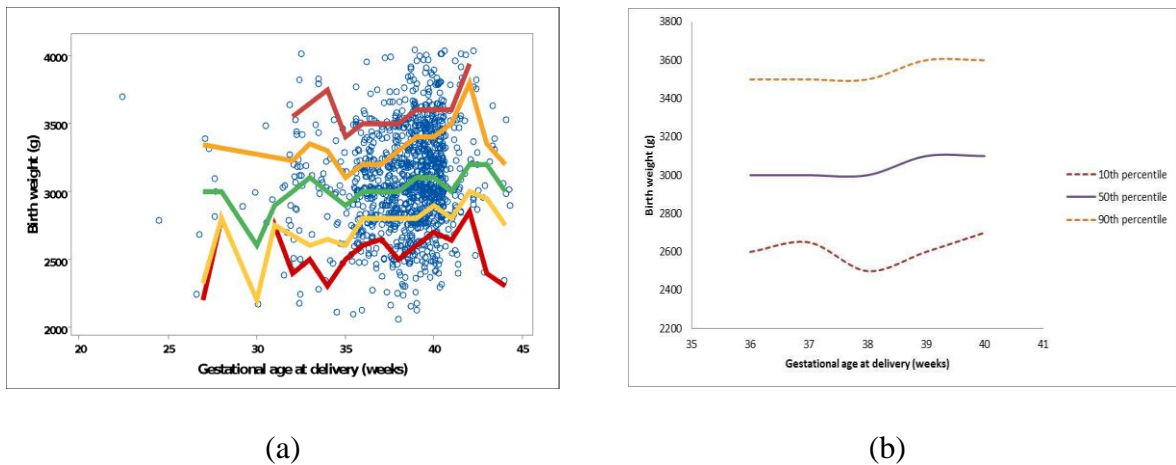 Birth weight (g)
4000
3500
3000
2500
2000
20 25 30 35 40 45
Gestational age at delivery (weeks)
(a)
Birth weight (g)
3800
3600
3400
3200
3000
2800
2600
2400
2200
35 36 37 38 39 40 41
Gestational age at delivery (weeks)
10th percentile
50th percentile
90th percentile
(b)